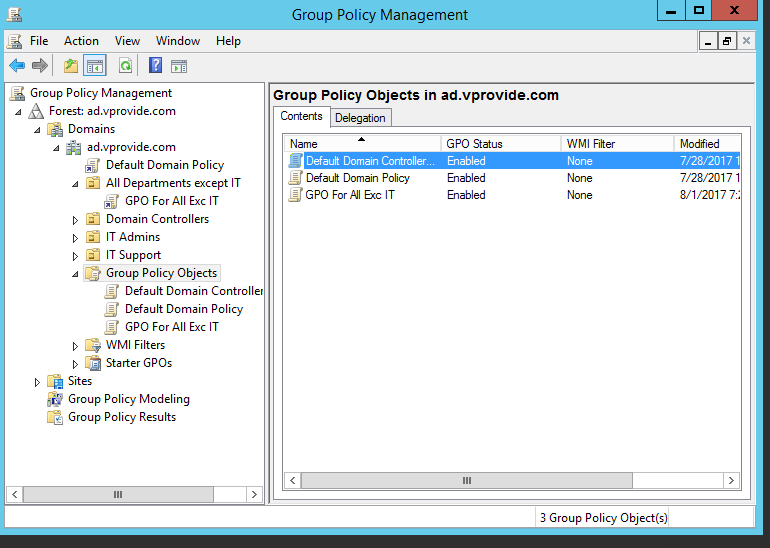 Group Policy Management
File Action View Window Help
Group Policy Management
Forest: ad.vprovide.com
Domains
ad.vprovide.com
Default Domain Policy
All Departments except IT
GPO For All Exc IT
Domain Controllers
IT Admins
IT Support
Group Policy Objects
Default Domain Controller
Default Domain Policy
GPO For All Exc IT
WMI Filters
Starter GPOs
Sites
Group Policy Modeling
Group Policy Results
Group Policy Objects in ad.vprovide.com
Contents Delegation
Name GPO Status WMI Filter Modified
Default Domain Controller... Enabled None 7/28/2017 1
Default Domain Policy Enabled None 7/28/2017 1
GPO For All Exc IT Enabled None 8/1/2017 7:2
3 Group Policy Object(s)